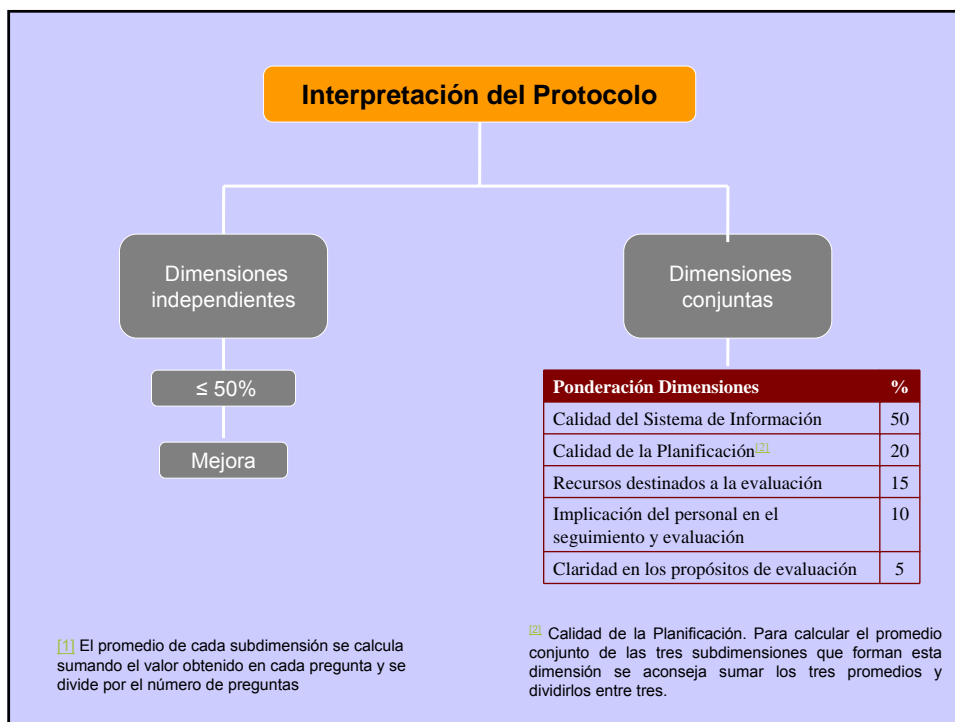 Interpretación del Protocolo
Dimensiones
independientes
≤ 50%
Mejora
Dimensiones
conjuntas
Ponderación Dimensiones %
Calidad del Sistema de Información 50
Calidad de la Planificación[2] 20
Recursos destinados a la evaluación 15
Implicación del personal en el 10
seguimiento y evaluación
Claridad en los propósitos de evaluación 5
[1] El promedio de cada subdimensión se calcula
sumando el valor obtenido en cada pregunta y se
divide por el número de preguntas
[2] Calidad de la Planificación. Para calcular el promedio
conjunto de las tres subdimensiones que forman esta
dimensión se aconseja sumar los tres promedios y
dividirlos entre tres.